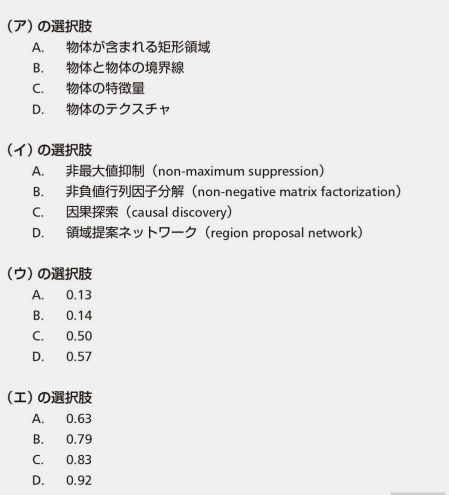 （ア）の選択肢
A. 物体が含まれる矩形領域
B. 物体と物体の境界線
C. 物体の特徴量
D. 物体のテクスチャ
（イ）の選択肢
A. 非最大値抑制（non-maximum suppression）
B. 非負値行列因子分解（non-negative matrix factorization）
C. 因果探索（causal discovery）
D. 領域提案ネットワーク（region proposal network）
（ウ）の選択肢
A. 0.13
B. 0.14
C. 0.50
D. 0.57
（エ）の選択肢
A. 0.63
B. 0.79
C. 0.83
D. 0.92